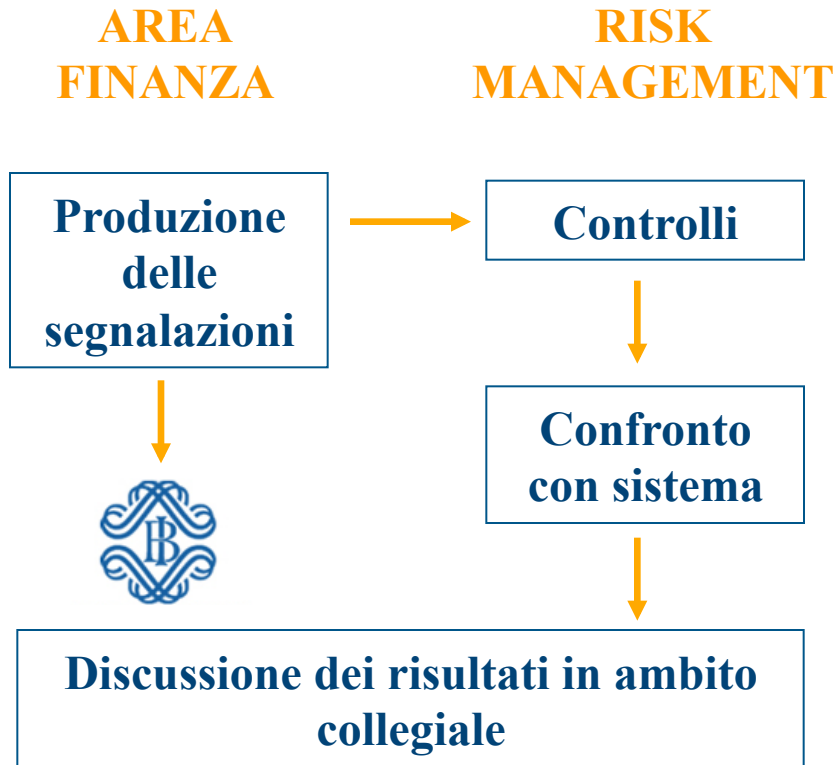 AREA
FINANZA
RISK
MANAGEMENT
Produzione
delle
segnalazioni
Controlli
Confronto
con sistema
Discussione dei risultati in ambito
collegiale